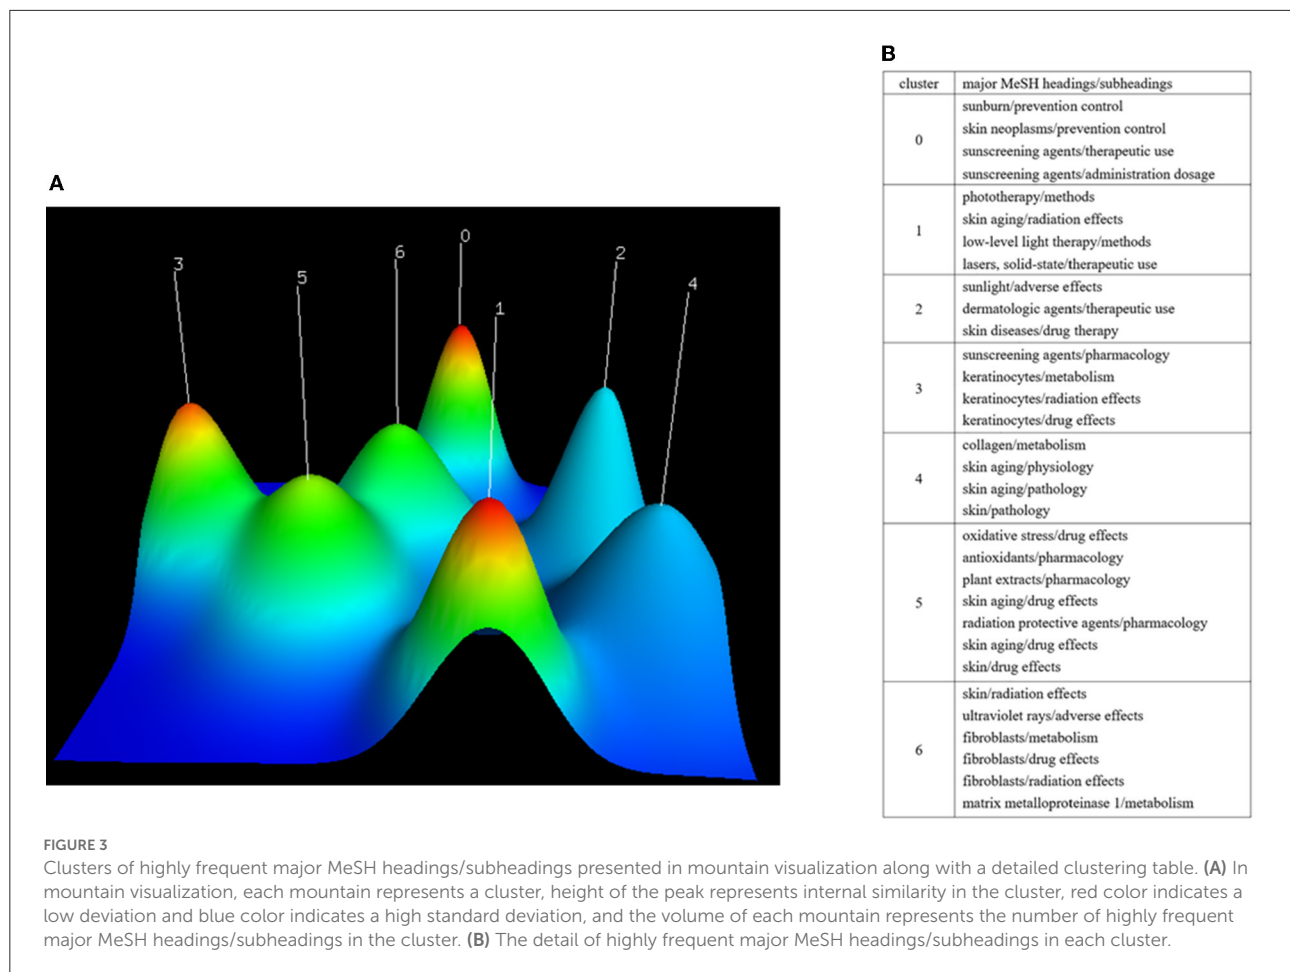 A
3
5
6
0
1
2
4
B
cluster major MeSH headings/subheadings
0
sunburn/prevention control
skin neoplasms/prevention control
sunscreening agents/therapeutic use
sunscreening agents/administration dosage
1
phototherapy/methods
skin aging/radiation effects
low-level light therapy/methods
lasers, solid-state/therapeutic use
2
sunlight/adverse effects
dermatologic agents/therapeutic use
skin diseases/drug therapy
3
sunscreening agents/pharmacology
keratinocytes/metabolism
keratinocytes/radiation effects
keratinocytes/drug effects
4
collagen/metabolism
skin aging/physiology
skin aging/pathology
skin/pathology
5
oxidative stress/drug effects
antioxidants/pharmacology
plant extracts/pharmacology
skin aging/drug effects
radiation protective agents/pharmacology
skin aging/drug effects
skin/drug effects
6
skin/radiation effects
ultraviolet rays/adverse effects
fibroblasts/metabolism
fibroblasts/drug effects
fibroblasts/radiation effects
matrix metalloproteinase 1/metabolism
FIGURE 3
Clusters of highly frequent major MeSH headings/subheadings presented in mountain visualization along with a detailed clustering table. (A) In
mountain visualization, each mountain represents a cluster, height of the peak represents internal similarity in the cluster, red color indicates a
low deviation and blue color indicates a high standard deviation, and the volume of each mountain represents the number of highly frequent
major MeSH headings/subheadings in the cluster. (B) The detail of highly frequent major MeSH headings/subheadings in each cluster.